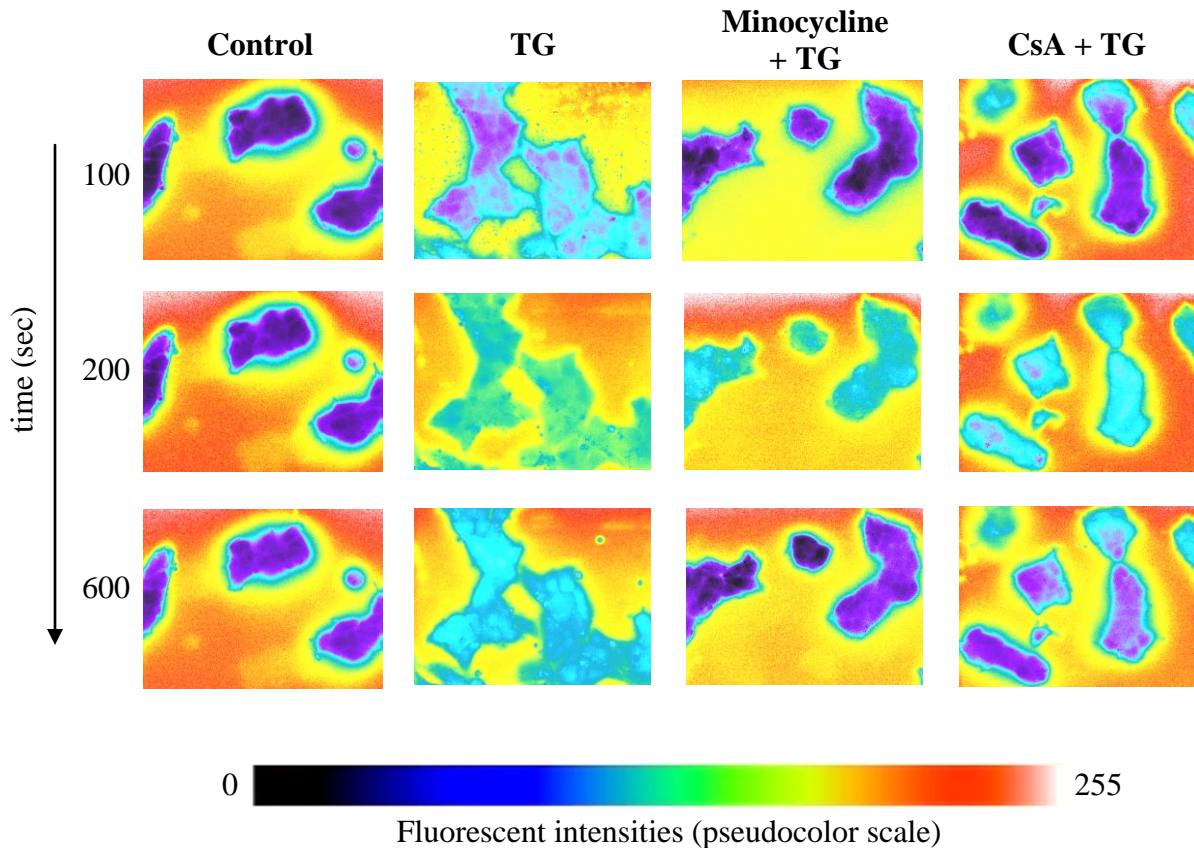 Control
TG
Minocycline
+ TG
CsA + TG
100
200
600
time (sec)
0
255
Fluorescent intensities (pseudocolor scale)